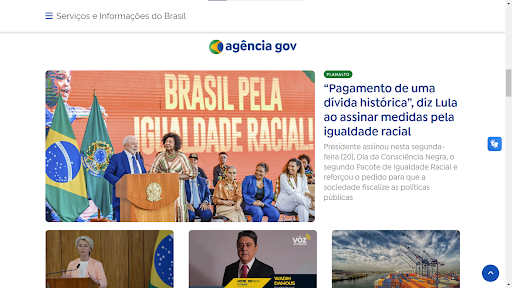 Serviços e Informações do Brasil
agência gov
BRASIL PELA
IGUALDADE RACIAL!
PLANALTO
“Pagamento de uma
dívida histórica”, diz Lula
ao assinar medidas pela
igualdade racial
Presidente assinou nesta segunda-
feira (20), Dia da Consciência Negra, o
segundo Pacote de Igualdade Racial e
reforçou o pedido para que a
sociedade fiscalize as políticas
públicas
VOZ
WADIH
DAMOUS